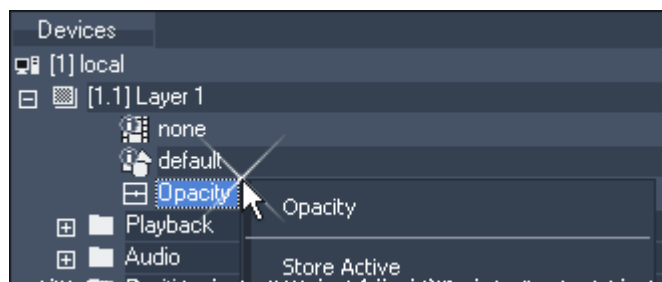 Devices
[1] local
[1.1] Layer 1
none
default
Opacity
Opacity
Playback
Audio
Store Active